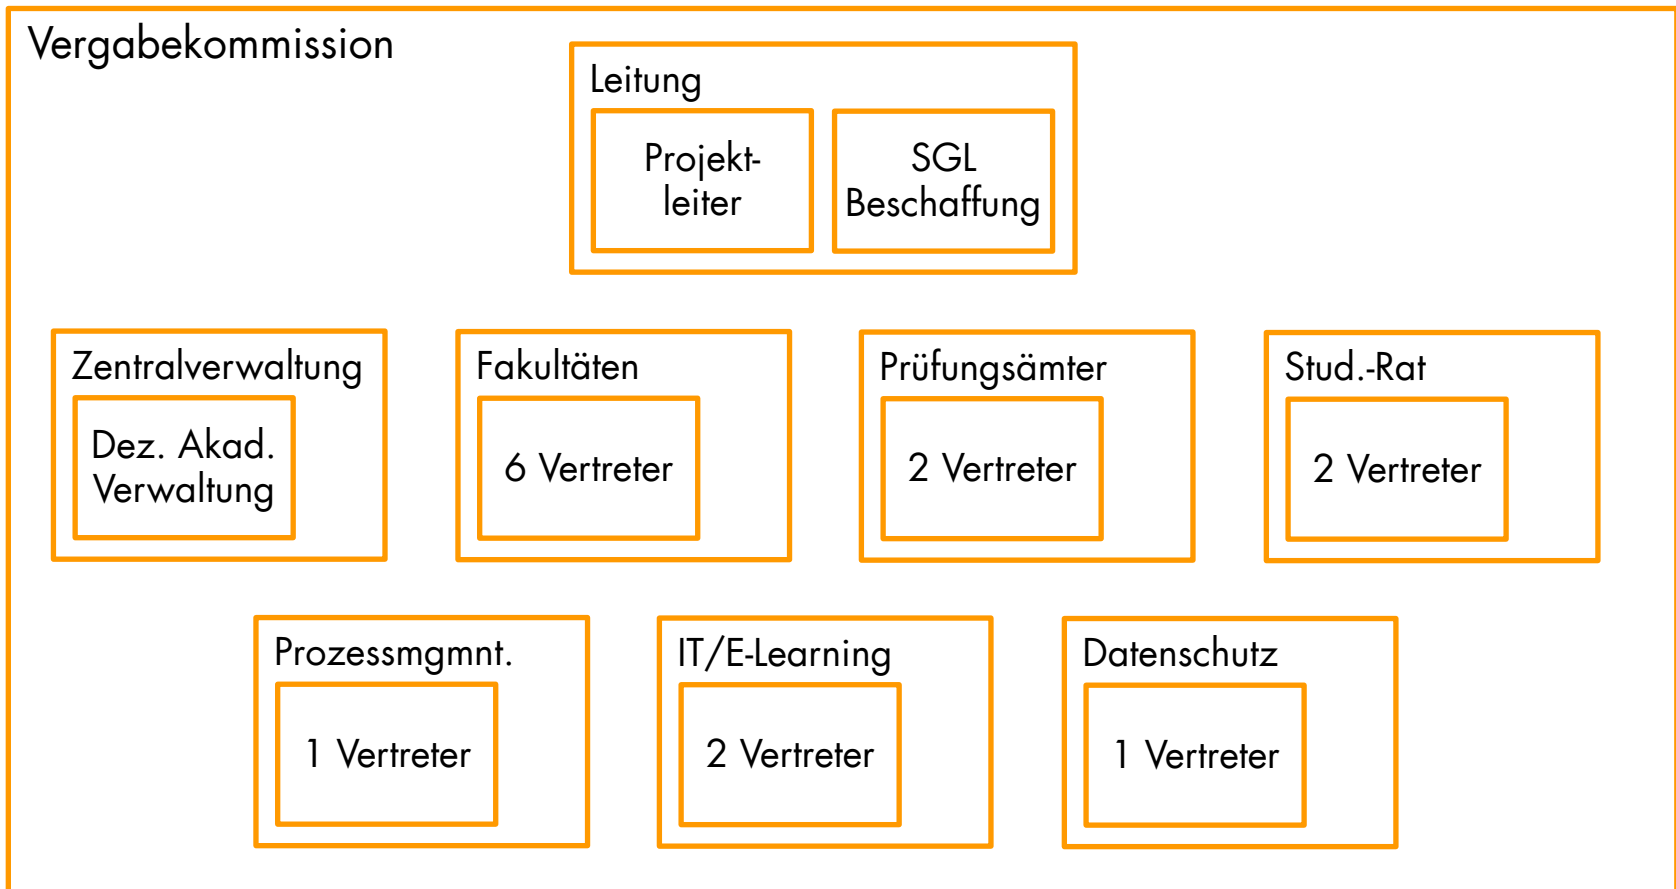 Vergabekommission
Leitung
Projekt-
leiter
SGL
Beschaffung
Zentralverwaltung
Dez. Akad.
Verwaltung
Fakultäten
6 Vertreter
Prüfungsämter
2 Vertreter
Stud.-Rat
2 Vertreter
Prozessmgmnt.
1 Vertreter
IT/E-Learning
2 Vertreter
Datenschutz
1 Vertreter